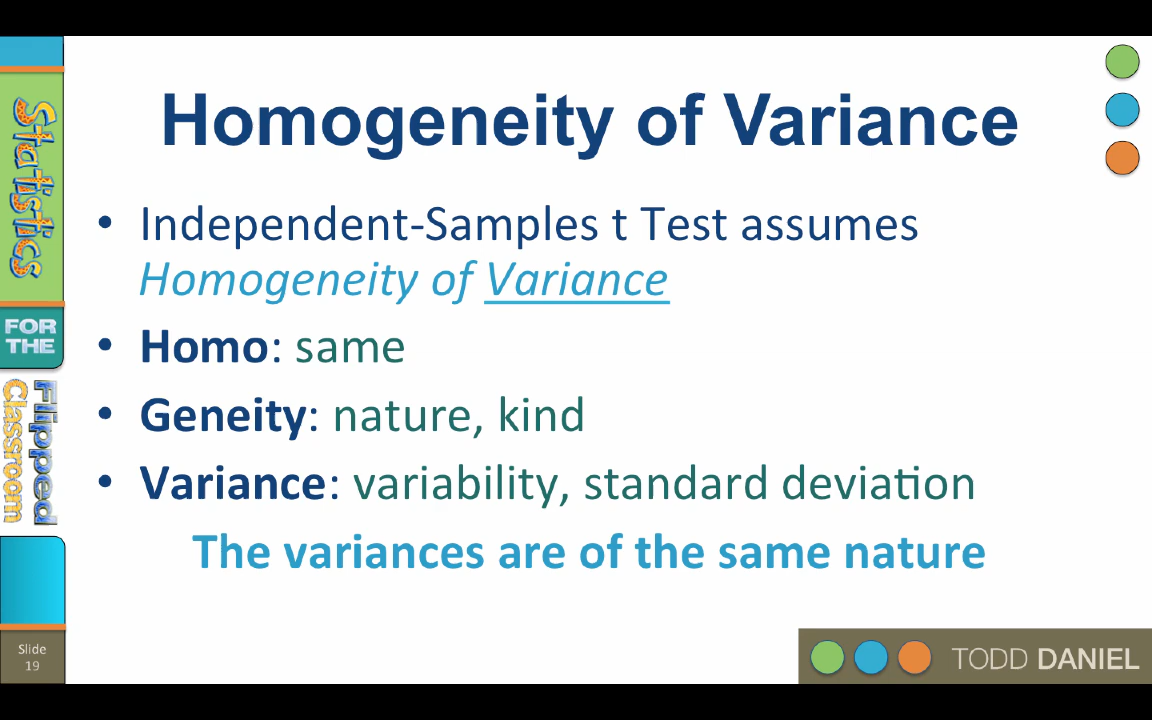 Homogeneity of Variance
• Independent-Samples t Test assumes
Homogeneity of Variance
• Homo: same
• Geneity: nature, kind
• Variance: variability, standard deviation
The variances are of the same nature
Statistics
FOR THE
Flipped
Classroom
Slide
19
TODD DANIEL